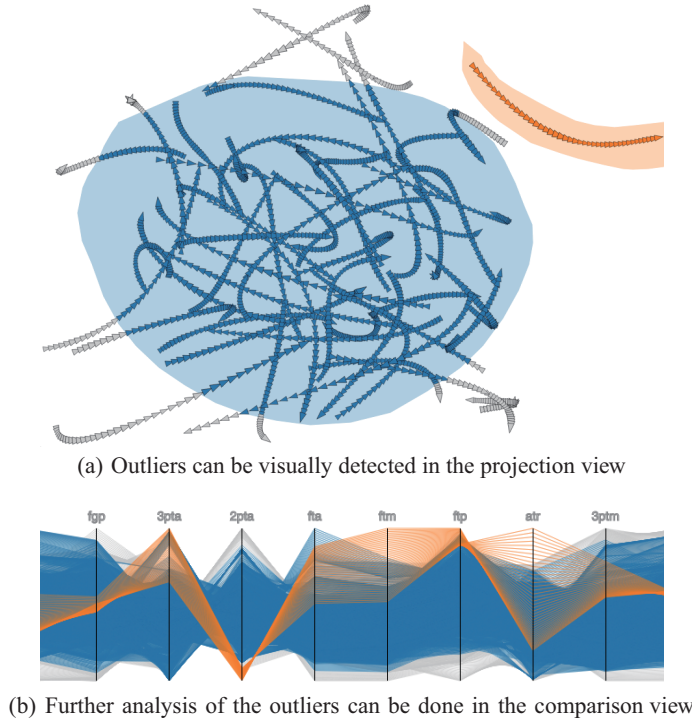 (a) Outliers can be visually detected in the projection view
fgp 3pta 2pta fta ftm ftp atr 3ptm
(b) Further analysis of the outliers can be done in the comparison view